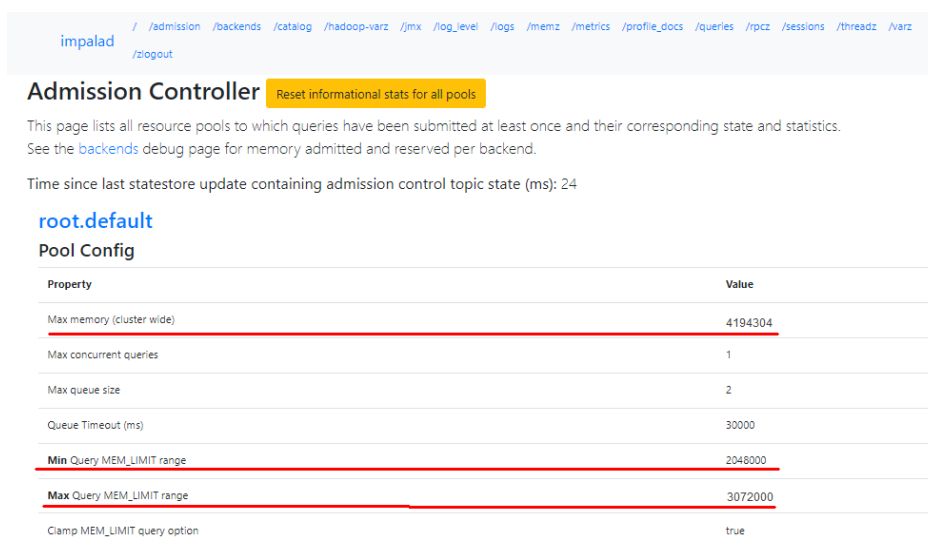 impalad / /admission /backends /catalog /hadoop-varz /jmx /log_level /logs /memz /metrics /profile_docs /queries /rpcz /sessions /threadz /varz
/zlogout
Admission Controller Reset informational stats for all pools
This page lists all resource pools to which queries have been submitted at least once and their corresponding state and statistics.
See the backends debug page for memory admitted and reserved per backend.
Time since last statestore update containing admission control topic state (ms): 24
root.default
Pool Config
Property Value
Max memory (cluster wide) 4194304
Max concurrent queries 1
Max queue size 2
Queue Timeout (ms) 30000
Min Query MEM_LIMIT range 2048000
Max Query MEM_LIMIT range 3072000
Clamp MEM_LIMIT query option true